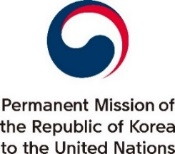 Permanent Mission of
the Republic of Korea
to the United Nations